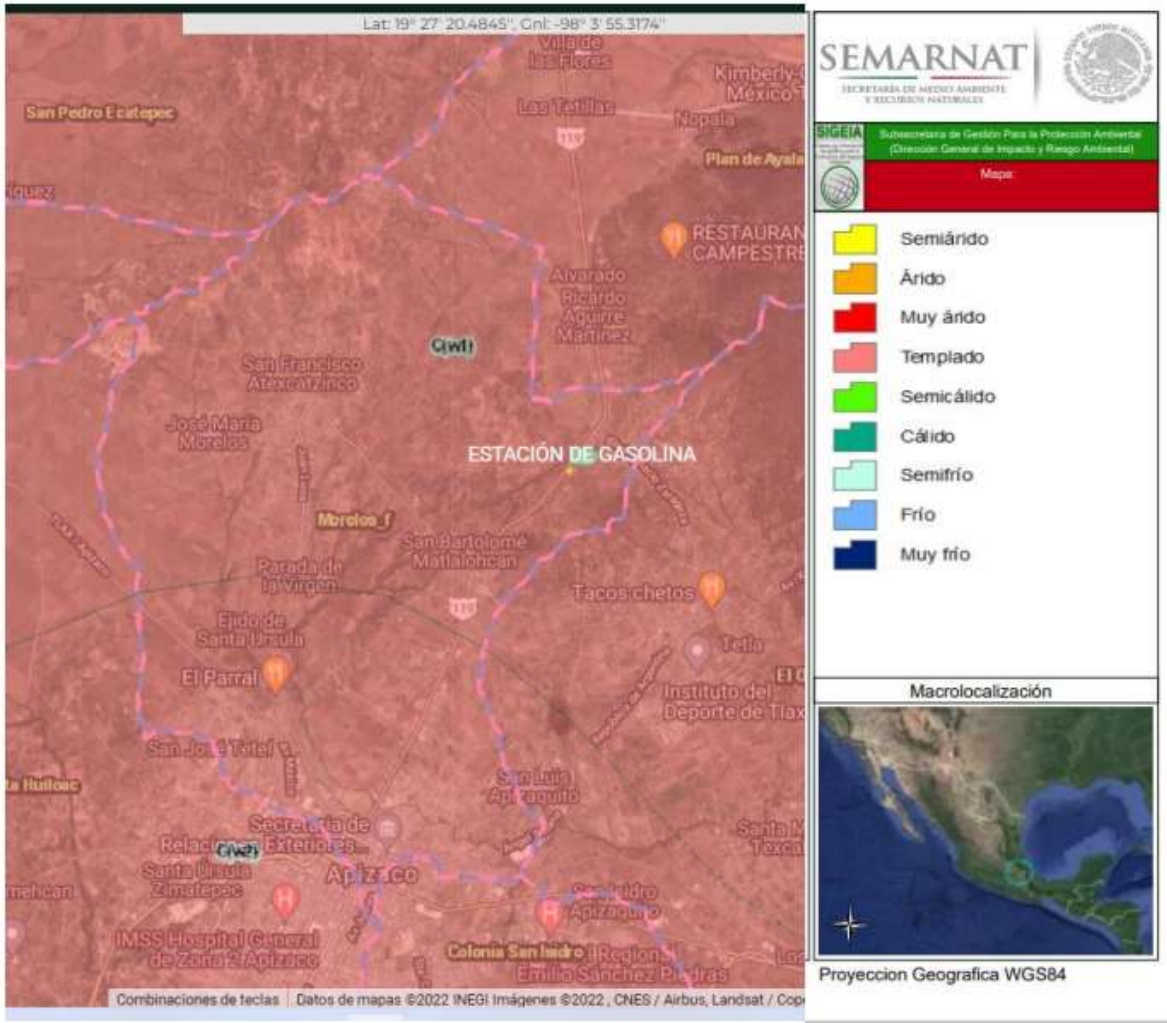 Lat: 19° 27' 20.4845", Gnl: -98° 3' 55.3174"
Villa de
las Flores
Kimberly-
México
San Pedro Ecatepec
Las Tetillas
Nopala
119
Plan de Ayala
RESTAURAN
CAMPESTRE
Alvarado
Ricardo
Aguirre
Martínez
C(w1)
San Francisco
Atexcatzinco
José María
Morelos
ESTACIÓN DE GASOLINA
Morelos_f
San Bartolomé
Matlalohcan
Parada de
la Virgen
119
Tacos chetos
Ejido de
Santa Úrsula
Tetla
El Parral
Instituto del
Deporte de Tlax
San José Tetel
San Luis
Apizaquito
Secretaría de
Relaciones Exteriores...
C(w2)
Santa Úrsula
Zimatepec
Apizaco
San Isidro
Apizaquito
IMSS Hospital General
de Zona 2 Apizaco
Colonia San Isidro
Regional
Emilio Sánchez Piedras
Combinaciones de teclas
Datos de mapas ©2022 INEGI Imágenes ©2022 , CNES / Airbus, Landsat / Cope
SEMARNAT
SECRETARÍA DE MEDIO AMBIENTE
Y RECURSOS NATURALES
SIGEIA
Subsecretaria de Gestión Para la Protección Ambiental
(Dirección General de Impacto y Riesgo Ambiental)
Mapa:
Semiárido
Árido
Muy árido
Templado
Semicálido
Cálido
Semifrío
Frío
Muy frío
Macrolocalización
Proyeccion Geografica WGS84